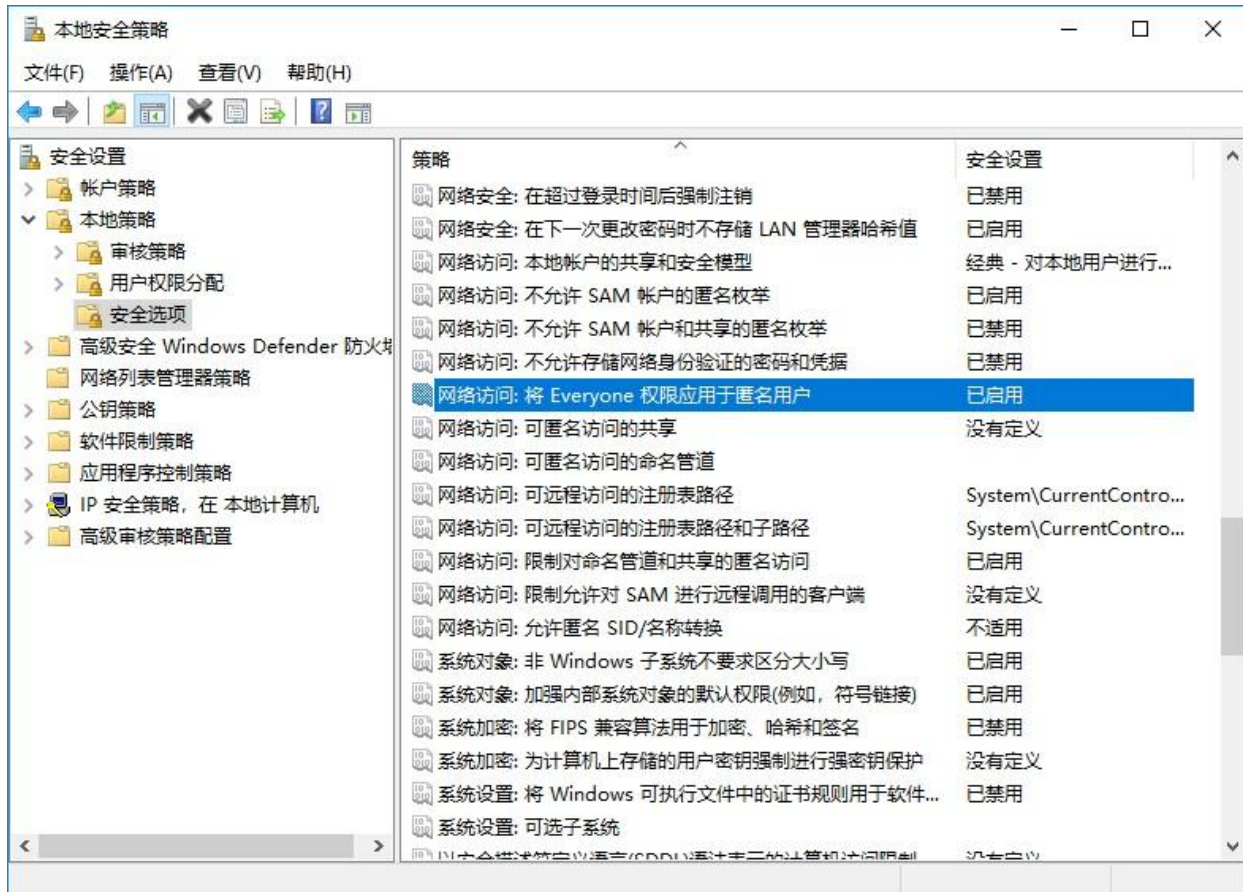 本地安全策略
文件(F) 操作(A) 查看(V) 帮助(H)
安全设置
帐户策略
本地策略
审核策略
用户权限分配
安全选项
高级安全 Windows Defender 防火
网络列表管理器策略
公钥策略
软件限制策略
应用程序控制策略
IP 安全策略，在 本地计算机
高级审核策略配置
策略 安全设置
网络安全: 在超过登录时间后强制注销 已禁用
网络安全: 在下一次更改密码时不存储 LAN 管理器哈希值 已启用
网络访问: 本地帐户的共享和安全模型 经典 - 对本地用户进行...
网络访问: 不允许 SAM 帐户的匿名枚举 已启用
网络访问: 不允许 SAM 帐户和共享的匿名枚举 已禁用
网络访问: 不允许存储网络身份验证的密码和凭据 已禁用
网络访问: 将 Everyone 权限应用于匿名用户 已启用
网络访问: 可匿名访问的共享 没有定义
网络访问: 可匿名访问的命名管道
网络访问: 可远程访问的注册表路径 System\CurrentContro...
网络访问: 可远程访问的注册表路径和子路径 System\CurrentContro...
网络访问: 限制对命名管道和共享的匿名访问 已启用
网络访问: 限制允许对 SAM 进行远程调用的客户端 没有定义
网络访问: 允许匿名 SID/名称转换 不适用
系统对象: 非 Windows 子系统不要求区分大小写 已启用
系统对象: 加强内部系统对象的默认权限(例如，符号链接) 已启用
系统加密: 将 FIPS 兼容算法用于加密、哈希和签名 已禁用
系统加密: 为计算机上存储的用户密钥强制进行强密钥保护 没有定义
系统设置: 将 Windows 可执行文件中的证书规则用于软件... 已禁用
系统设置: 可选子系统